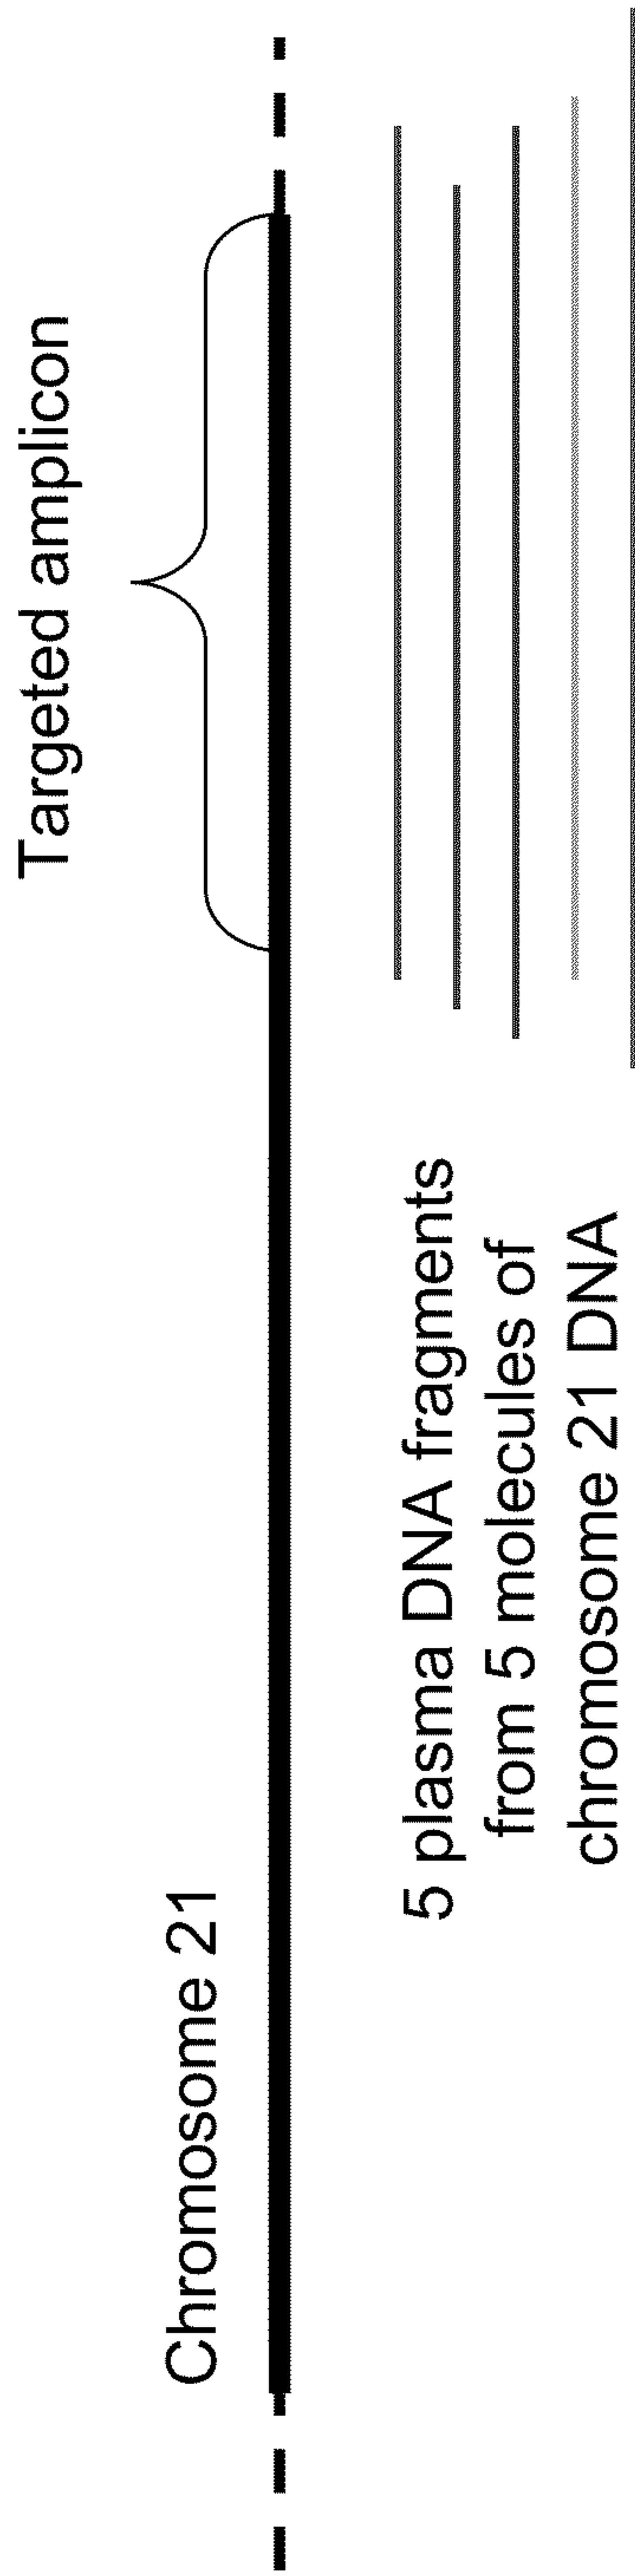 Targeted amplicon
Chromosome 21
5 plasma DNA fragments
from 5 molecules of
chromosome 21 DNA